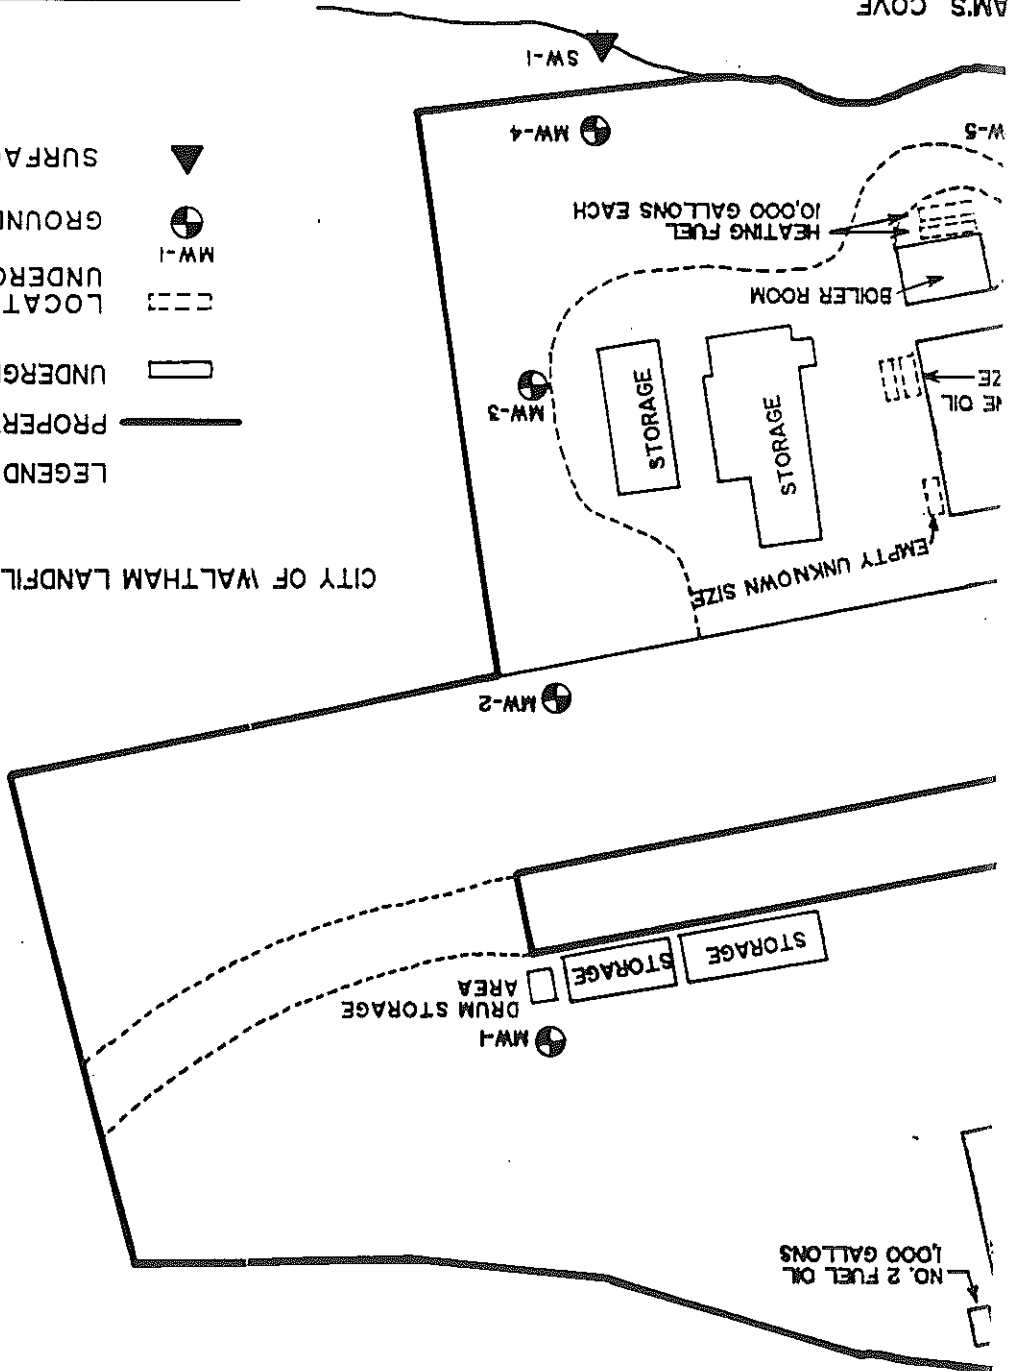 NO. 2 FUEL OIL
1,000 GALLONS
MW-1
DRUM STORAGE
AREA
STORAGE
STORAGE
MW-2
CITY OF WALTHAM LANDFIL
EMPTY UNKNOWN SIZE
STORAGE
STORAGE
MW-3
NE OIL
ZE
BOILER ROOM
HEATING FUEL
10,000 GALLONS EACH
W-5
MW-4
SW-1
AM'S COVE
LEGEND
PROPER
UNDERG
LOCAT
UNDERG
MW-1
GROUN
SURFA